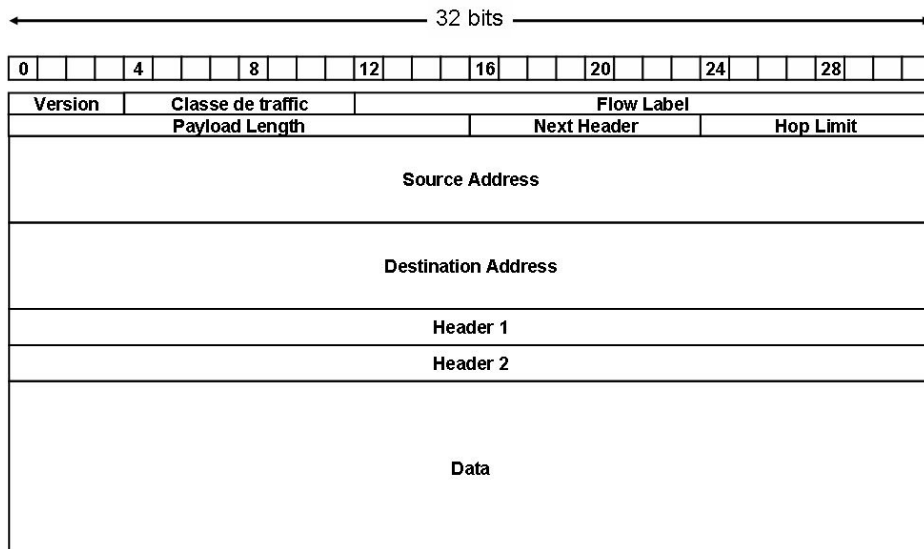 32 bits
0 4 8 12 16 20 24 28
Version Classe de traffic Flow Label
Payload Length Next Header Hop Limit
Source Address
Destination Address
Header 1
Header 2
Data